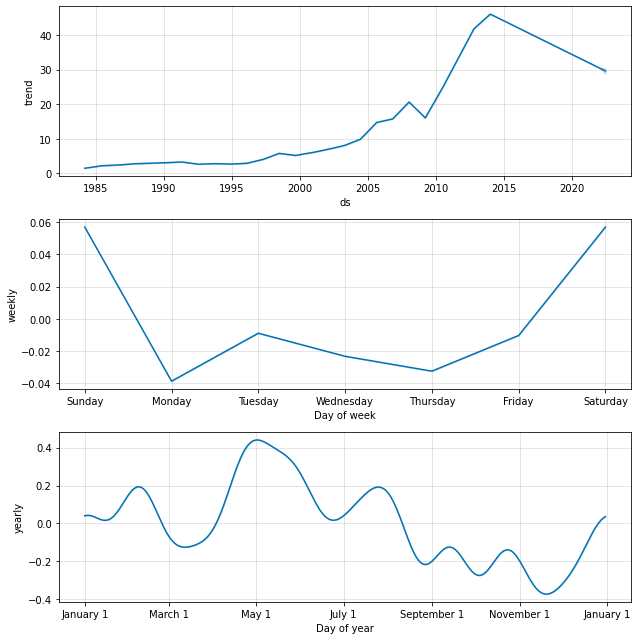 40
30
20
10
0
trend
1985 1990 1995 2000 2005 2010 2015 2020
ds
0.06
0.04
0.02
0.00
−0.02
−0.04
weekly
Sunday Monday Tuesday Wednesday Thursday Friday Saturday
Day of week
0.4
0.2
0.0
−0.2
−0.4
yearly
January 1 March 1 May 1 July 1 September 1 November 1 January 1
Day of year